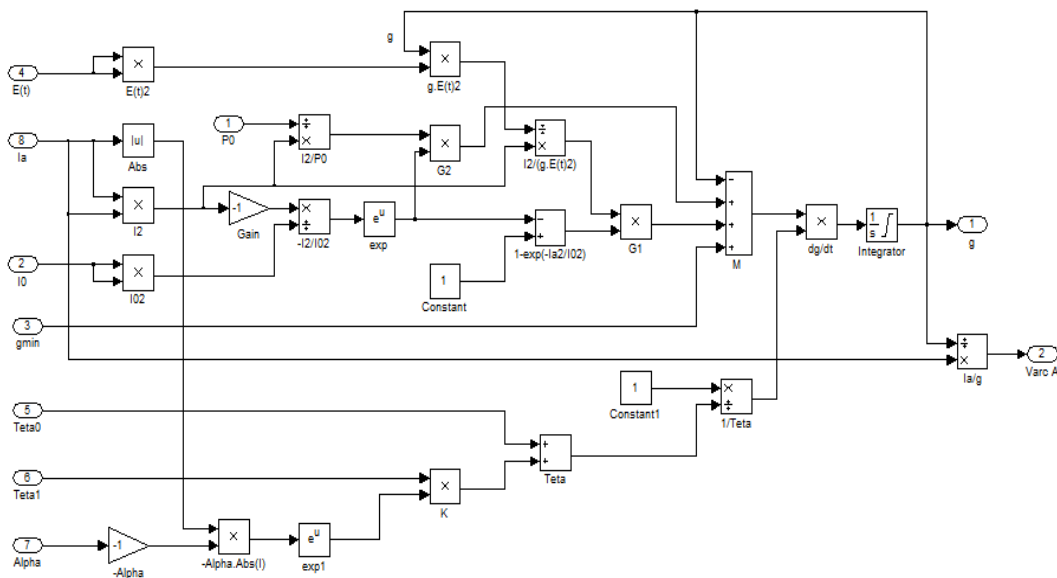 g
4
E(t)
×
E(t)2
×
g.E(t)2
8
Ia
|u|
Abs
1
P0
÷
×
I2/P0
×
G2
÷
×
I2/(g.E(t)2)
×
I2
-1
Gain
×
÷
-I2/I02
e^u
exp
−
+
1-exp(-Ia2/I02)
×
G1
−
+
+
+
M
×
dg/dt
1
s
Integrator
1
g
2
I0
×
I02
1
Constant
3
gmin
÷
×
Ia/g
2
Varc A
1
Constant1
×
÷
1/Teta
5
Teta0
+
+
Teta
6
Teta1
×
K
7
Alpha
-1
-Alpha
×
-Alpha.Abs(I)
e^u
exp1